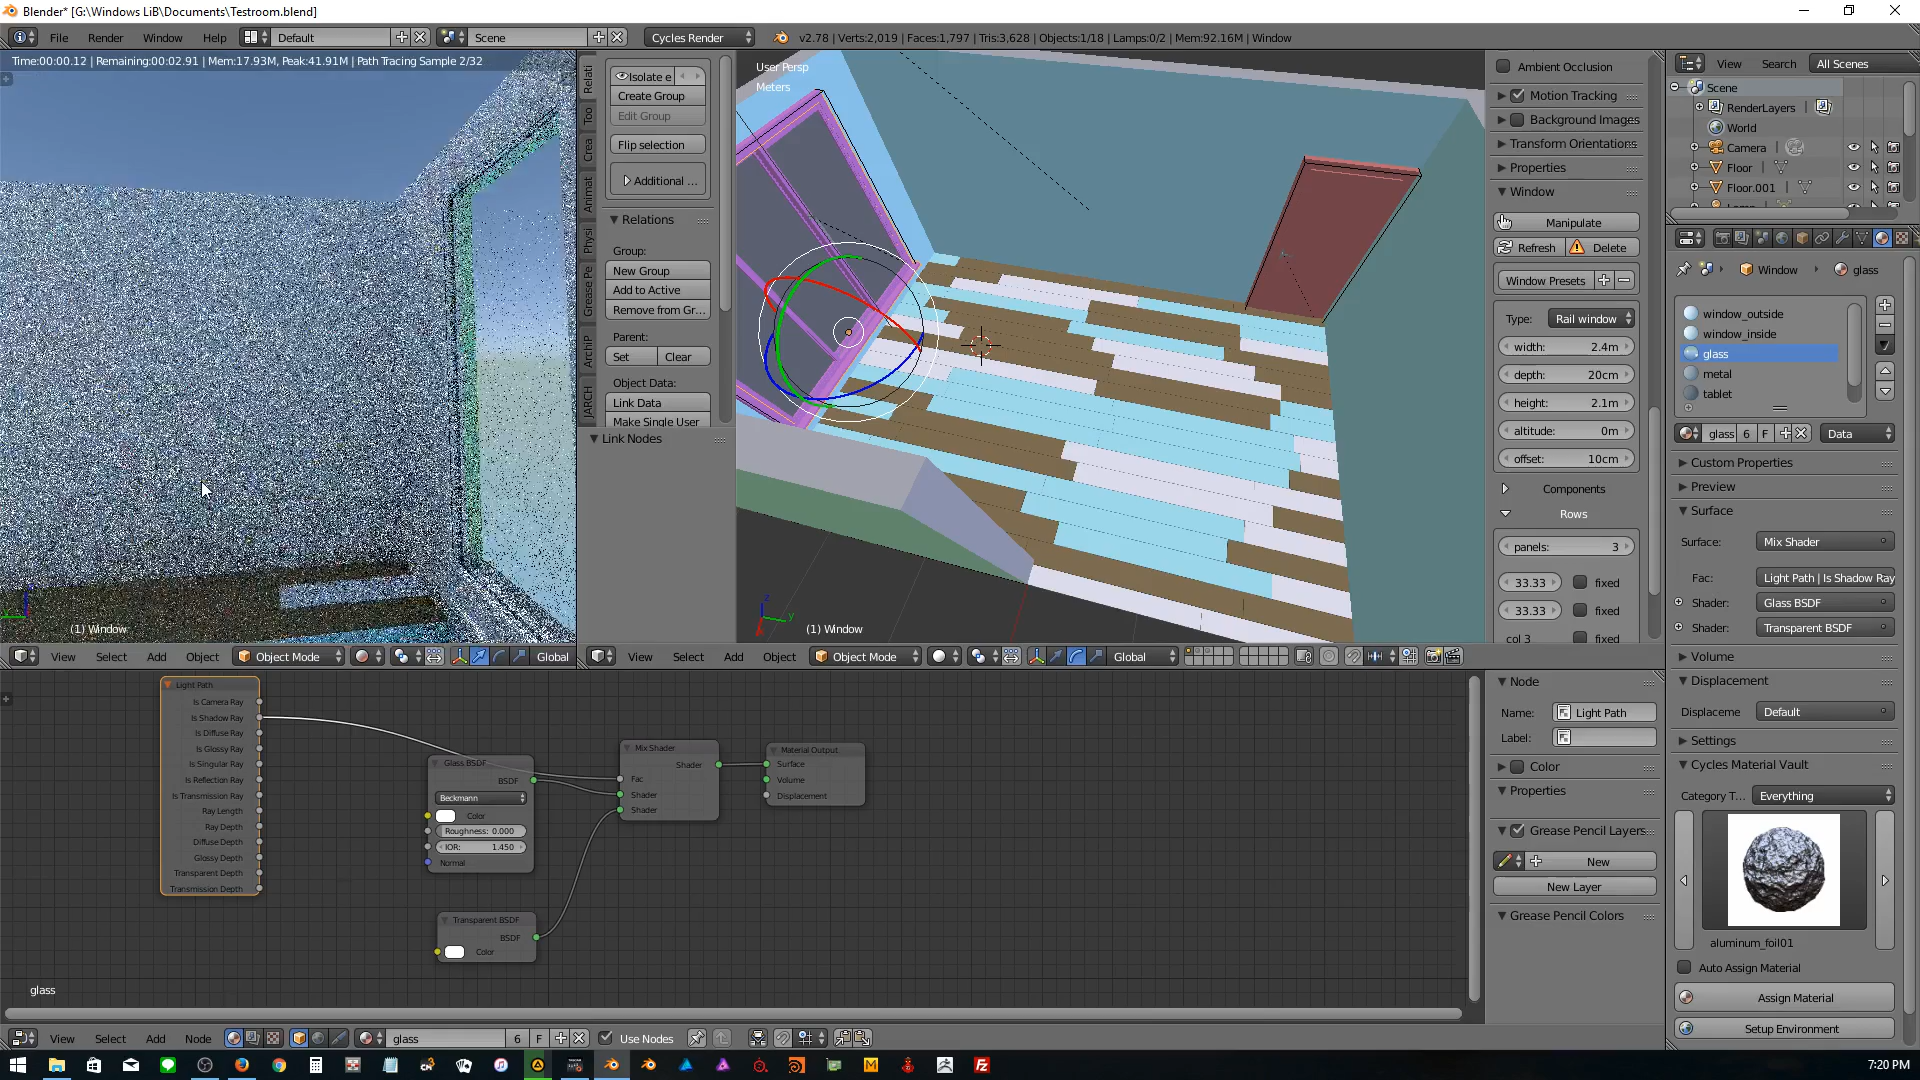 Blender* [G:\Windows LiB\Documents\Testroom.blend]
File Render Window Help Default Scene Cycles Render v2.78 | Verts:2,019 | Faces:1,797 | Tris:3,628 | Objects:1/18 | Lamps:0/2 | Mem:92.16M | Window
Time:00:00.12 | Remaining:00:02.91 | Mem:17.93M, Peak:41.91M | Path Tracing Sample 2/32
(1) Window
View Select Add Object Object Mode Global
Relati
Too
Crea
Animat
Physi
Grease Pe
ArchiP
JARCH
Isolate e
Create Group
Edit Group
Flip selection
Additional ...
Relations
Group:
New Group
Add to Active
Remove from Gr...
Parent:
Set Clear
Object Data:
Link Data
Make Single User
Link Nodes
User Persp
Meters
(1) Window
View Select Add Object Object Mode Global
Ambient Occlusion
Motion Tracking
Background Images
Transform Orientations
Properties
Window
Manipulate
Refresh Delete
Window Presets
Type: Rail window
width: 2.4m
depth: 20cm
height: 2.1m
altitude: 0m
offset: 10cm
Components
Rows
panels: 3
33.33 fixed
33.33 fixed
col 3 fixed
View Search All Scenes
Scene
RenderLayers
World
Camera
Floor
Floor.001
Window glass
window_outside
window_inside
glass
metal
tablet
glass 6 F Data
Custom Properties
Preview
Surface
Surface: Mix Shader
Fac: Light Path | Is Shadow Ray
Shader: Glass BSDF
Shader: Transparent BSDF
Volume
Displacement
Displaceme Default
Settings
Cycles Material Vault
Category T... Everything
aluminum_foil01
Auto Assign Material
Assign Material
Setup Environment
Light Path
Is Camera Ray
Is Shadow Ray
Is Diffuse Ray
Is Glossy Ray
Is Singular Ray
Is Reflection Ray
Is Transmission Ray
Ray Length
Ray Depth
Diffuse Depth
Glossy Depth
Transparent Depth
Transmission Depth
Glass BSDF
BSDF
Beckmann
Color
Roughness: 0.000
IOR: 1.450
Normal
Transparent BSDF
BSDF
Color
Mix Shader
Shader
Fac
Shader
Shader
Material Output
Surface
Volume
Displacement
glass
Node
Name: Light Path
Label:
Color
Properties
Grease Pencil Layers
New
New Layer
Grease Pencil Colors
View Select Add Node glass 6 F Use Nodes
7:20 PM